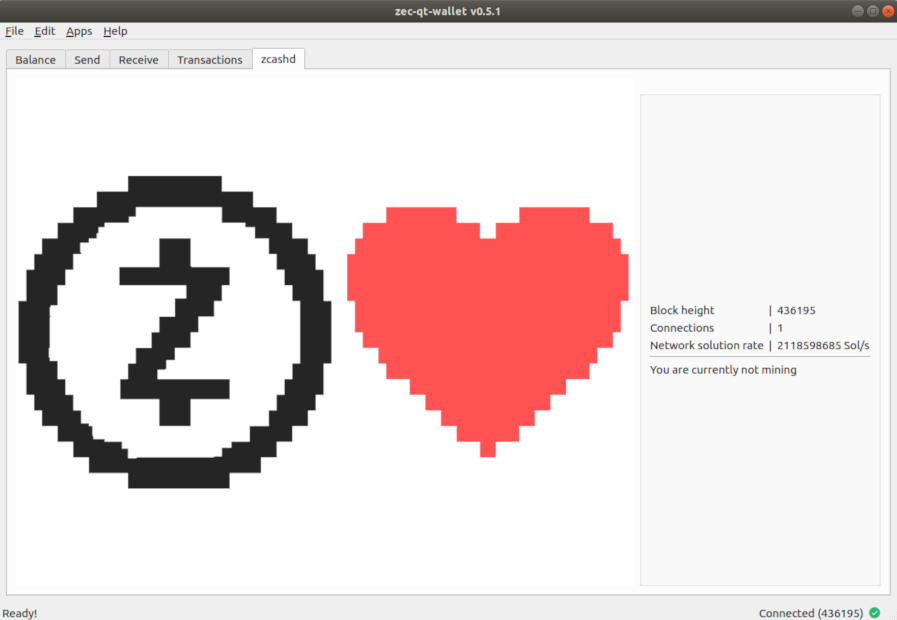 zec-qt-wallet v0.5.1
File Edit Apps Help
Balance Send Receive Transactions zcashd
Block height | 436195
Connections | 1
Network solution rate | 2118598685 Sol/s
You are currently not mining
Ready! Connected (436195)